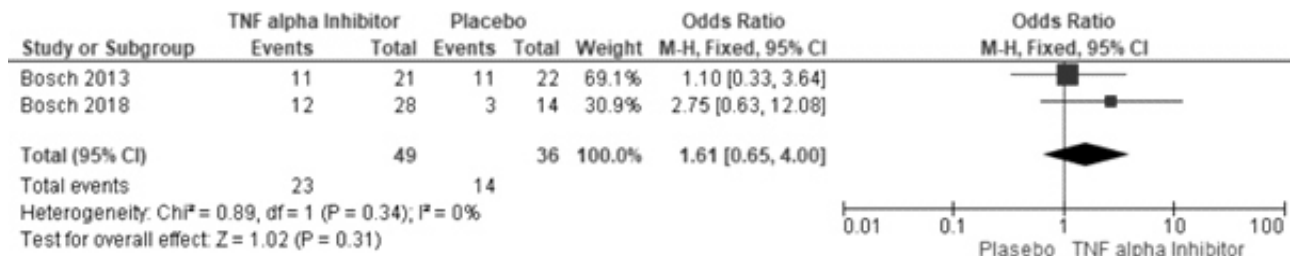 TNF alpha Inhibitor Placebo Odds Ratio Odds Ratio
Study or Subgroup Events Total Events Total Weight M-H, Fixed, 95% CI M-H, Fixed, 95% CI
Bosch 2013 11 21 11 22 69.1% 1.10 [0.33, 3.64]
Bosch 2018 12 28 3 14 30.9% 2.75 [0.63, 12.08]
Total (95% CI) 49 36 100.0% 1.61 [0.65, 4.00]
Total events 23 14
Heterogeneity: Chi² = 0.89, df = 1 (P = 0.34); I² = 0%
Test for overall effect: Z = 1.02 (P = 0.31)
0.01 0.1 1 10 100
Plasebo TNF alpha Inhibitor